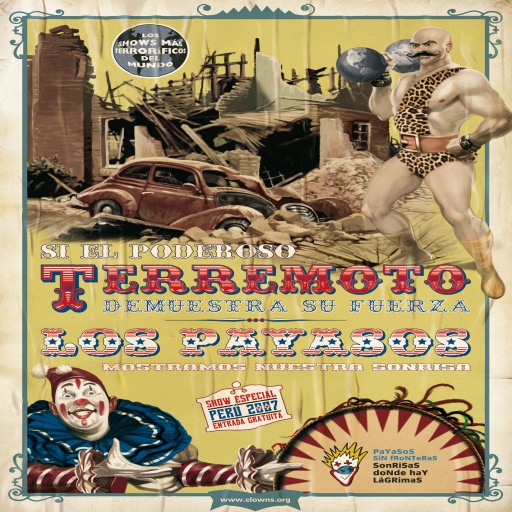 LOS
SHOWS MÁS
TERRORÍFICOS
DEL
MUNDO
SI EL PODEROSO
TERREMOTO
DEMUESTRA SU FUERZA
LOS PAYASOS
MOSTRAMOS NUESTRA SONRISA
SHOW ESPECIAL
PERÚ 2007
ENTRADA GRATUITA
PaYaSoS
SiN fRoNTeRaS
SonRiSaS
doNde haY
LáGRimaS
www.clowns.org